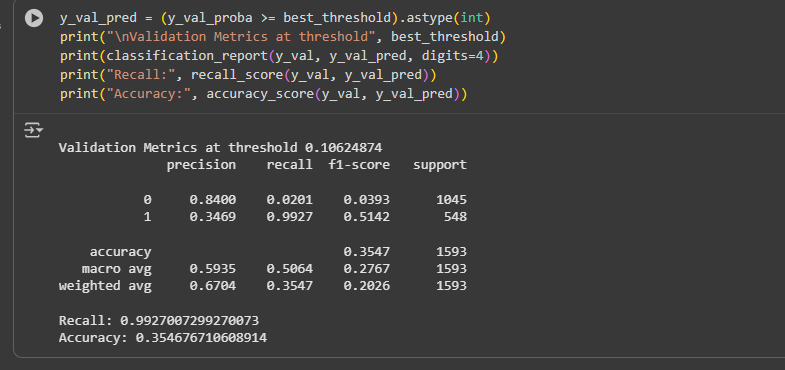 y_val_pred = (y_val_proba >= best_threshold).astype(int)
print("\nValidation Metrics at threshold", best_threshold)
print(classification_report(y_val, y_val_pred, digits=4))
print("Recall:", recall_score(y_val, y_val_pred))
print("Accuracy:", accuracy_score(y_val, y_val_pred))
Validation Metrics at threshold 0.10624874
precision recall f1-score support
0 0.8400 0.0201 0.0393 1045
1 0.3469 0.9927 0.5142 548
accuracy 0.3547 1593
macro avg 0.5935 0.5064 0.2767 1593
weighted avg 0.6704 0.3547 0.2026 1593
Recall: 0.9927007299270073
Accuracy: 0.354676710608914